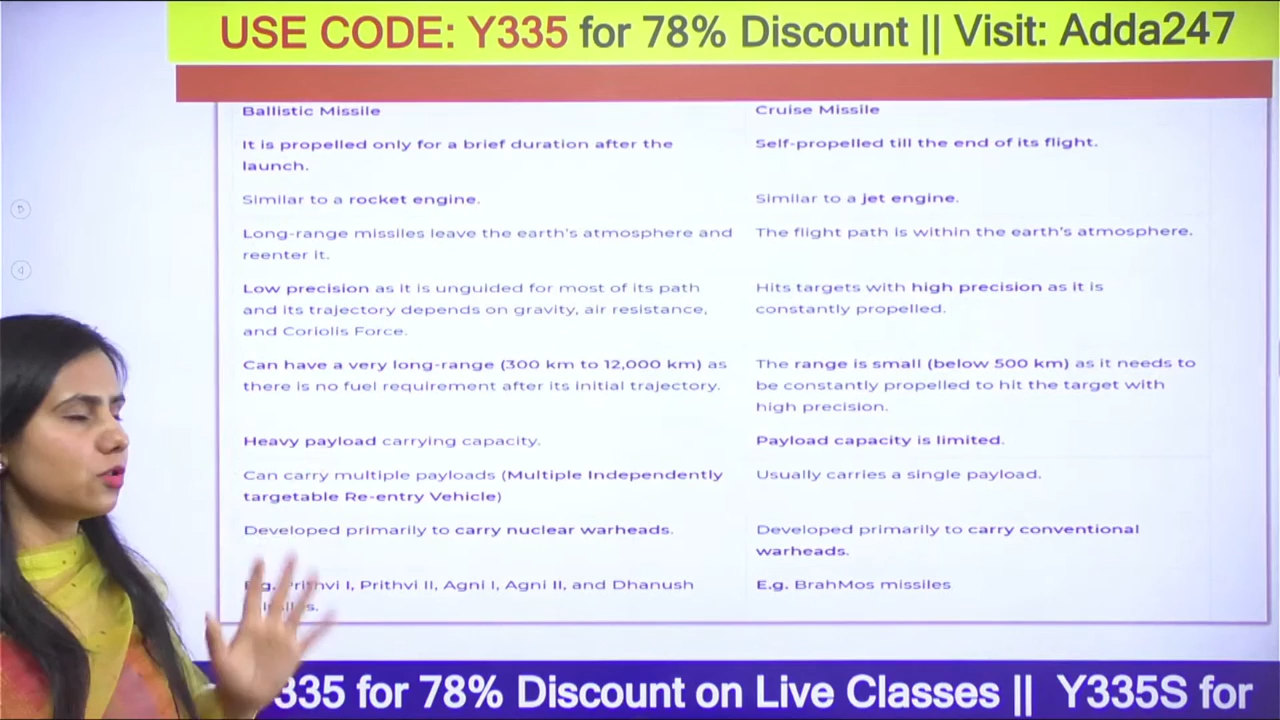 USE CODE: Y335 for 78% Discount || Visit: Adda247
Ballistic Missile
Cruise Missile
It is propelled only for a brief duration after the
launch.
Self-propelled till the end of its flight.
Similar to a rocket engine.
Similar to a jet engine.
Long-range missiles leave the earth's atmosphere and
reenter it.
The flight path is within the earth's atmosphere.
Low precision as it is unguided for most of its path
and its trajectory depends on gravity, air resistance,
and Coriolis Force.
Hits targets with high precision as it is
constantly propelled.
Can have a very long-range (300 km to 12,000 km) as
there is no fuel requirement after its initial trajectory.
The range is small (below 500 km) as it needs to
be constantly propelled to hit the target with
high precision.
Heavy payload carrying capacity.
Payload capacity is limited.
Can carry multiple payloads (Multiple Independently
targetable Re-entry Vehicle)
Usually carries a single payload.
Developed primarily to carry nuclear warheads.
Developed primarily to carry conventional
warheads.
Prithvi I, Prithvi II, Agni I, Agni II, and Dhanush
E.g. BrahMos missiles
335 for 78% Discount on Live Classes || Y335S for